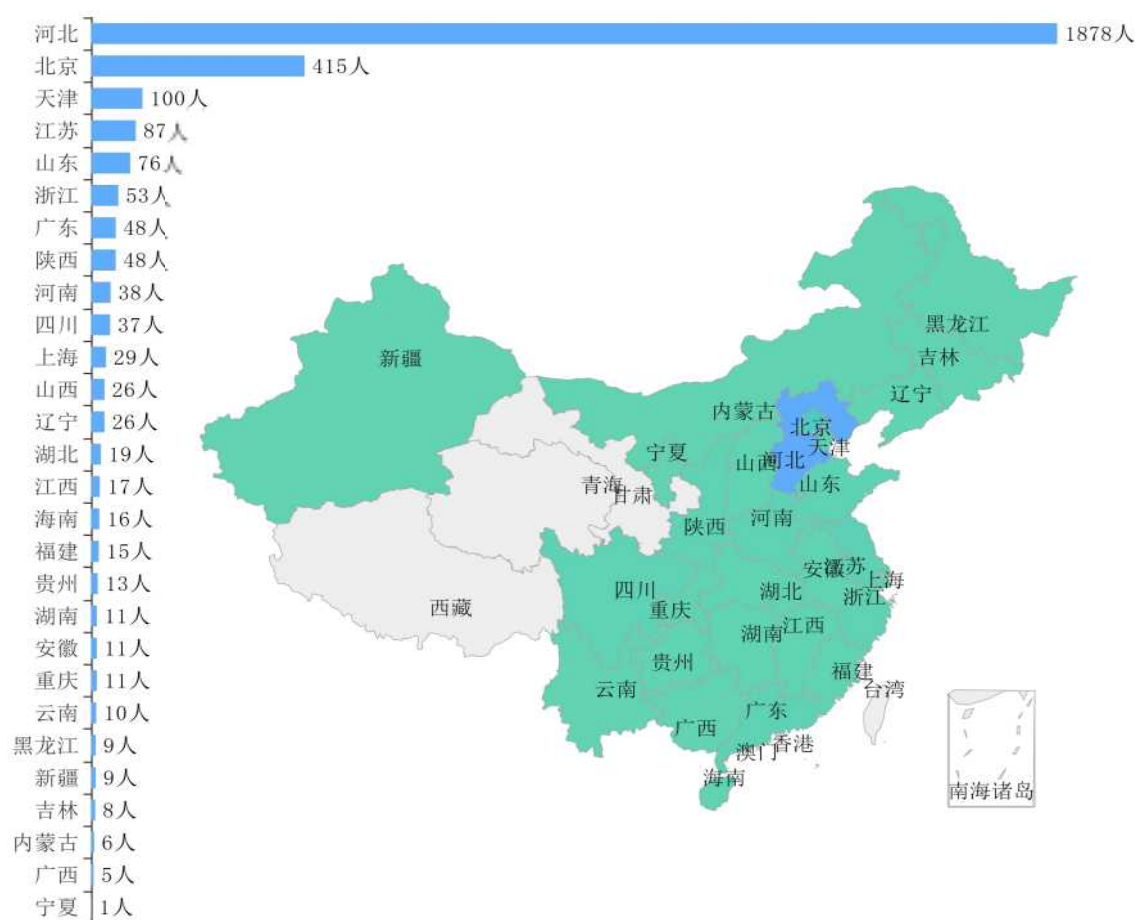 河北 1878人
北京 415人
天津 100人
江苏 87人
山东 76人
浙江 53人
广东 48人
陕西 48人
河南 38人
四川 37人
上海 29人
山西 26人
辽宁 26人
湖北 19人
江西 17人
海南 16人
福建 15人
贵州 13人
湖南 11人
安徽 11人
重庆 11人
云南 10人
黑龙江 9人
新疆 9人
吉林 8人
内蒙古 6人
广西 5人
宁夏 1人
黑龙江
吉林
新疆
辽宁
内蒙古
北京
天津
宁夏
山西
河北
山东
青海
甘肃
河南
陕西
安徽
江苏
上海
四川
湖北
浙江
西藏
重庆
江西
湖南
贵州
福建
云南
台湾
广东
广西
香港
澳门
海南
南海诸岛